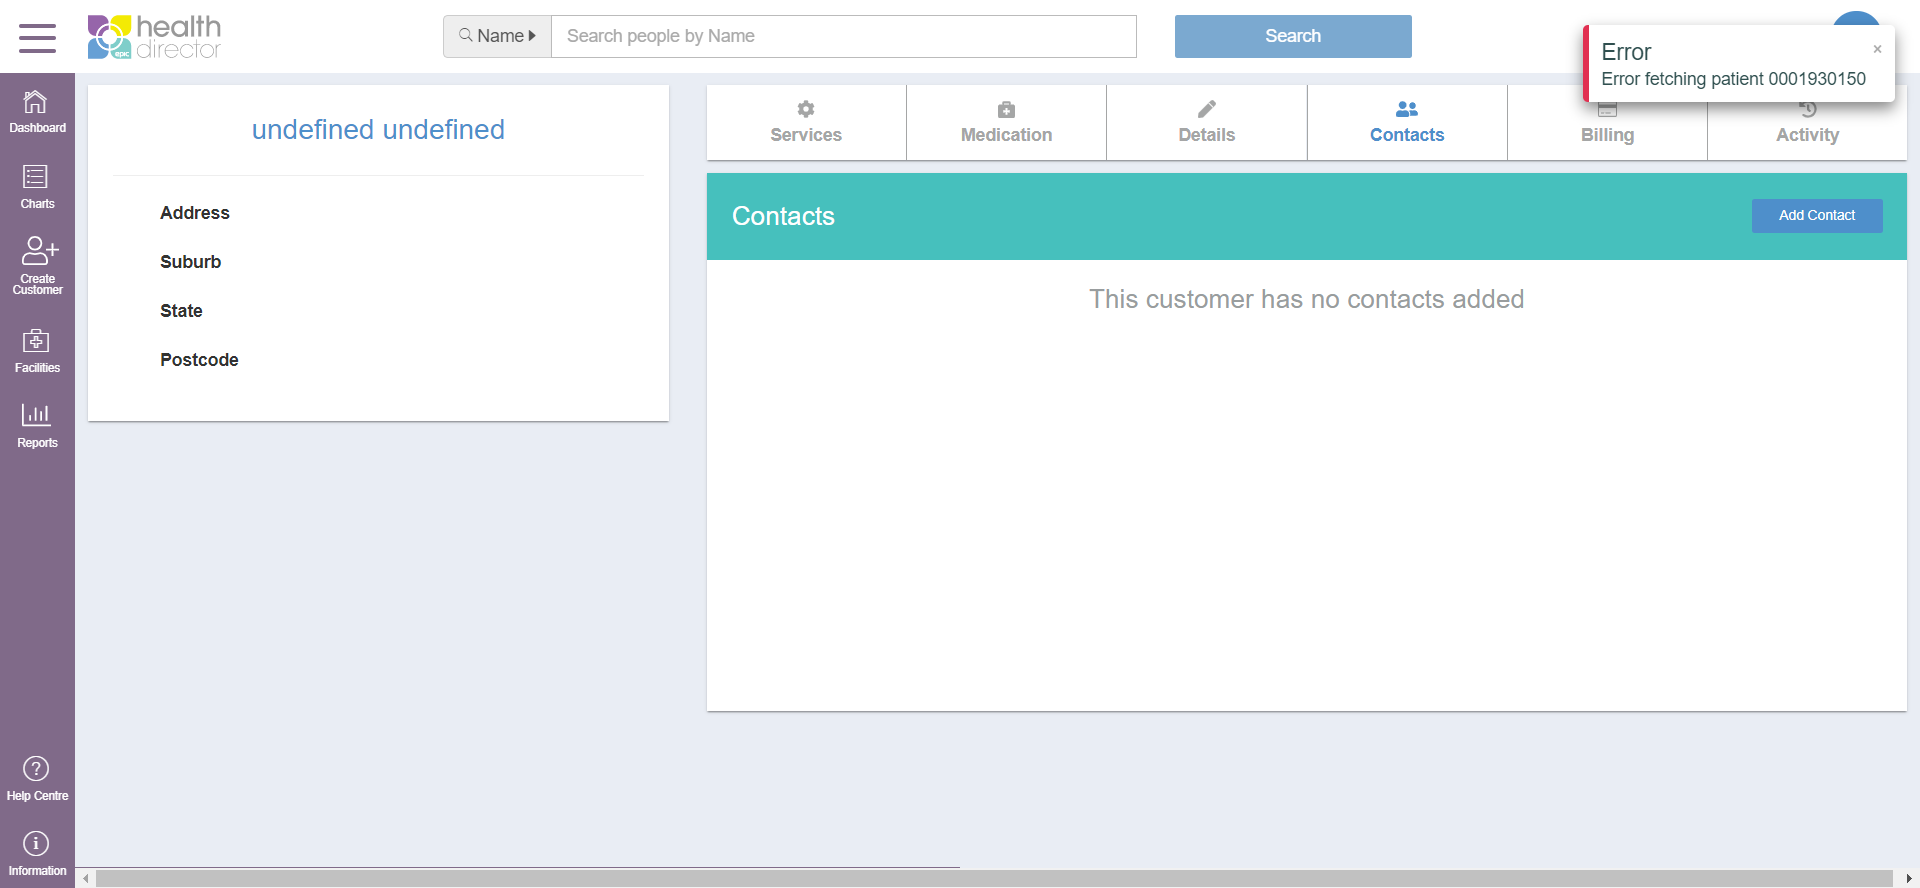 health
director
epic
Name
Search people by Name
Search
Error
×
Error fetching patient 0001930150
Dashboard
Charts
Create
Customer
Facilities
Reports
Help Centre
Information
undefined undefined
Address
Suburb
State
Postcode
Services
Medication
Details
Contacts
Billing
Activity
Contacts
Add Contact
This customer has no contacts added